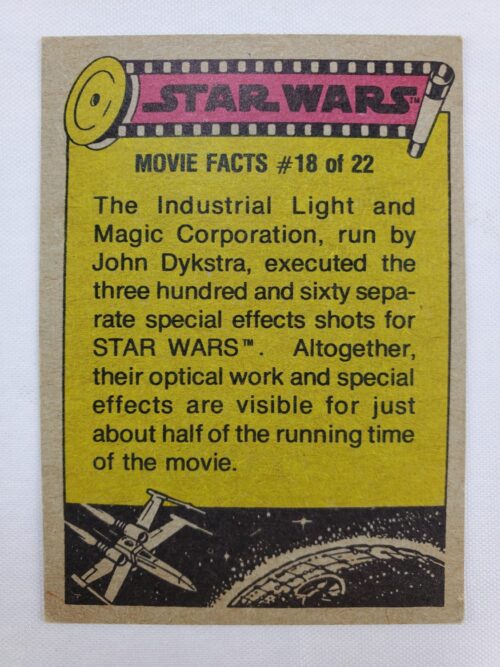 STAR WARS™
MOVIE FACTS #18 of 22
The Industrial Light and
Magic Corporation, run by
John Dykstra, executed the
three hundred and sixty sepa-
rate special effects shots for
STAR WARS™. Altogether,
their optical work and special
effects are visible for just
about half of the running time
of the movie.